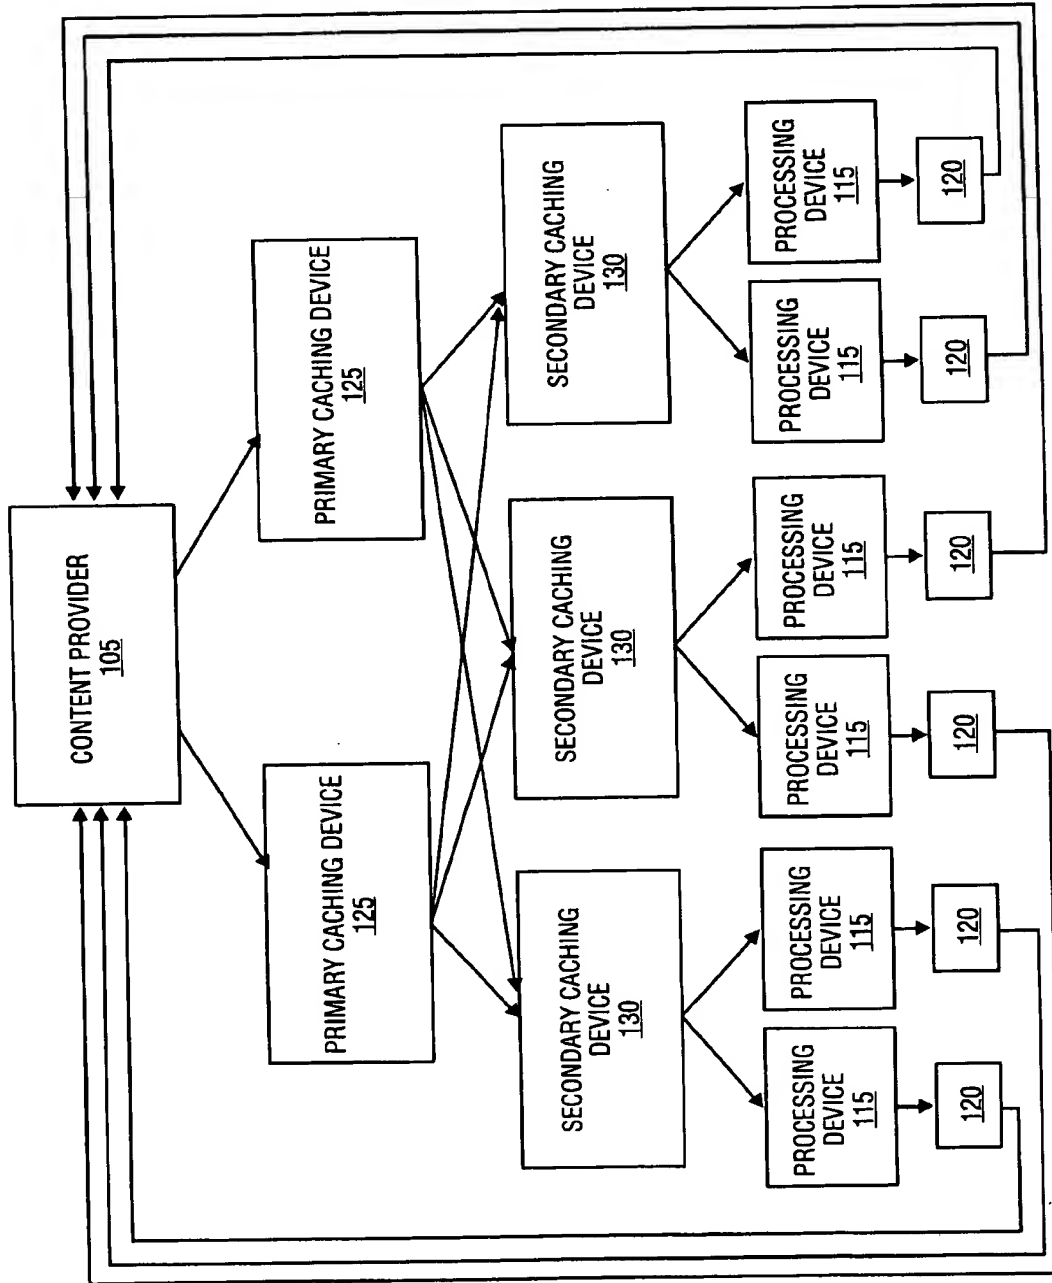 CONTENT PROVIDER
105
PRIMARY CACHING DEVICE
125
PRIMARY CACHING DEVICE
125
SECONDARY CACHING
DEVICE
130
SECONDARY CACHING
DEVICE
130
SECONDARY CACHING
DEVICE
130
PROCESSING
DEVICE
115
PROCESSING
DEVICE
115
PROCESSING
DEVICE
115
PROCESSING
DEVICE
115
PROCESSING
DEVICE
115
PROCESSING
DEVICE
115
120
120
120
120
120
120